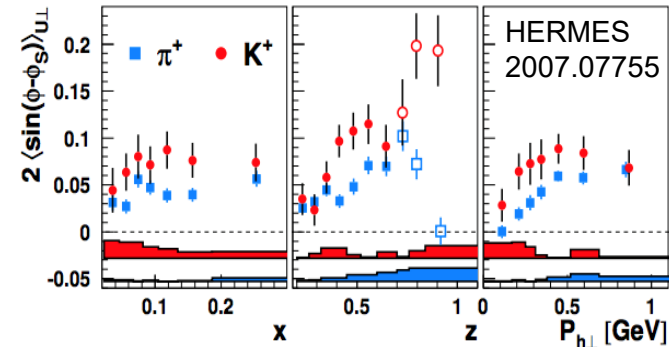 2 ⟨sin(ϕ-ϕS)⟩U⊥
0.2
0.15
0.1
0.05
0
-0.05
π+ K+
HERMES
2007.07755
0.1 0.2
0.5 1
0 0.5 1
x
z
Ph⊥ [GeV]